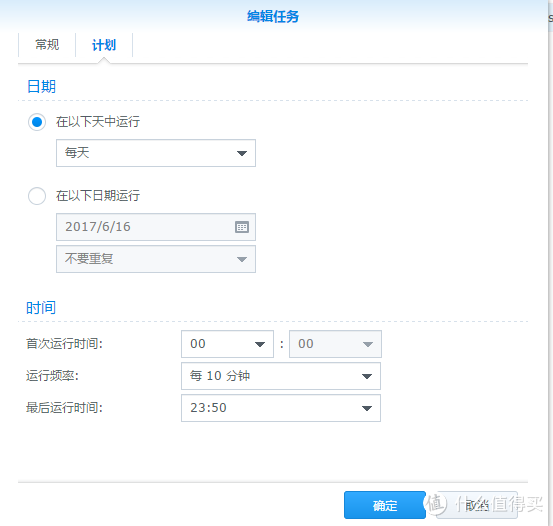 编辑任务
s
常规 计划
日期
在以下天中运行
每天
在以下日期运行
2017/6/16
不要重复
时间
首次运行时间: 00 : 00
运行频率: 每 10 分钟
最后运行时间: 23:50
确定 取消
值 什么值得买